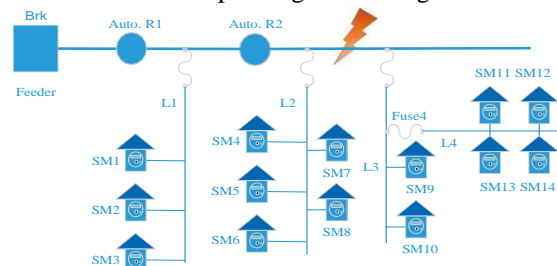 Brk
Auto. R1
Auto. R2
Feeder
L1
L2
L3
Fuse4
L4
SM11 SM12
SM1
SM2
SM3
SM4
SM7
SM5
SM8
SM6
SM9
SM10
SM13 SM14